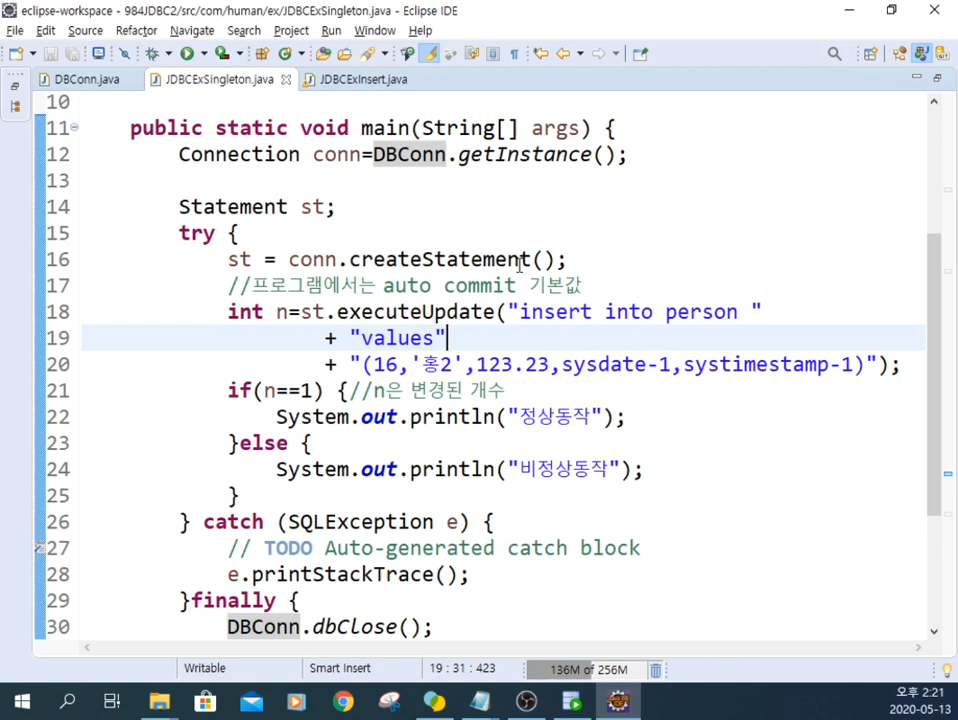 eclipse-workspace - 984JDBC2/src/com/human/ex/JDBCExSingleton.java - Eclipse IDE
File Edit Source Refactor Navigate Search Project Run Window Help
DBConn.java JDBCExSingleton.java JDBCExInsert.java
10
11 public static void main(String[] args) {
12 Connection conn=DBConn.getInstance();
13
14 Statement st;
15 try {
16 st = conn.createStatement();
17 //프로그램에서는 auto commit 기본값
18 int n=st.executeUpdate("insert into person "
19 + "values"
20 + "(16,'홍2',123.23,sysdate-1,systimestamp-1)");
21 if(n==1) {//n은 변경된 개수
22 System.out.println("정상동작");
23 }else {
24 System.out.println("비정상동작");
25 }
26 } catch (SQLException e) {
27 // TODO Auto-generated catch block
28 e.printStackTrace();
29 }finally {
30 DBConn.dbClose();
Writable Smart Insert 19 : 31 : 423 136M of 256M
오후 2:21
2020-05-13